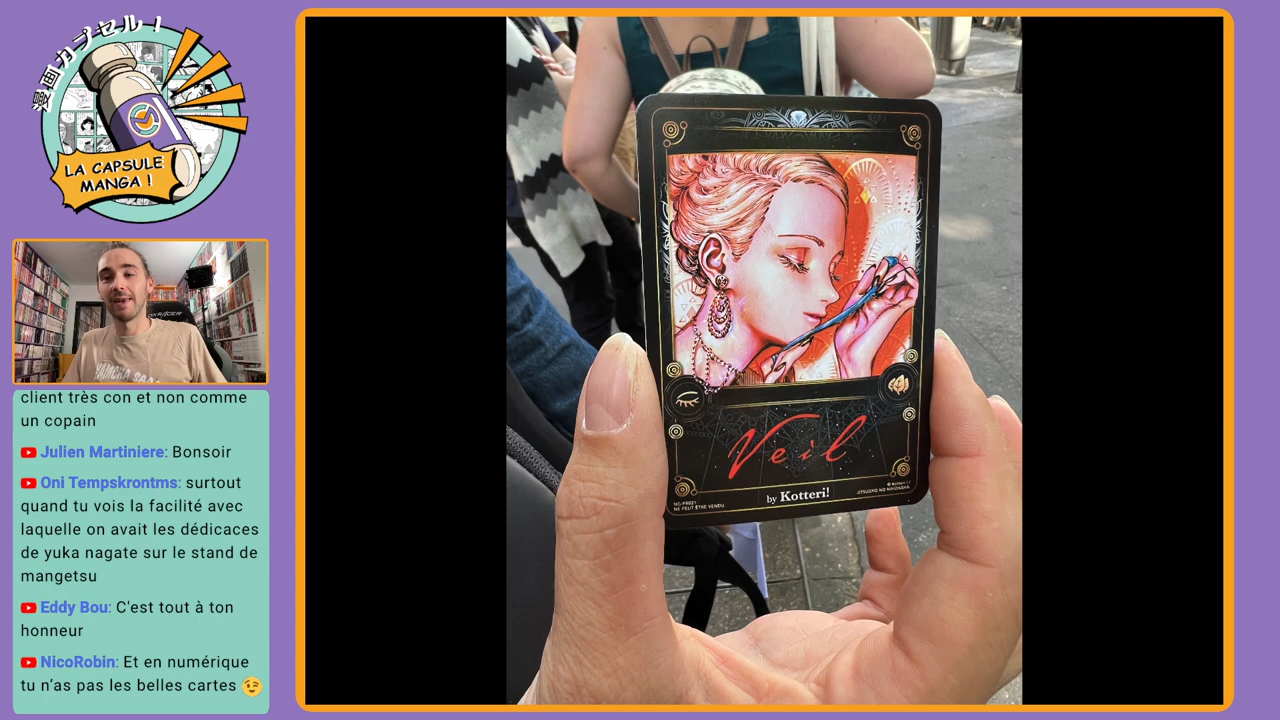 漫画カプセル!
LA CAPSULE
MANGA !
client très con et non comme
un copain
Julien Martiniere: Bonsoir
Oni Tempskrontms: surtout
quand tu vois la facilité avec
laquelle on avait les dédicaces
de yuka nagate sur le stand de
mangetsu
Eddy Bou: C'est tout à ton
honneur
NicoRobin: Et en numérique
tu n'as pas les belles cartes 😉
Veil
by Kotteri!
NG-PR021
NE PEUT ÊTRE VENDU
© Kotteri! /
JITSUGYO NO NIHONSHA